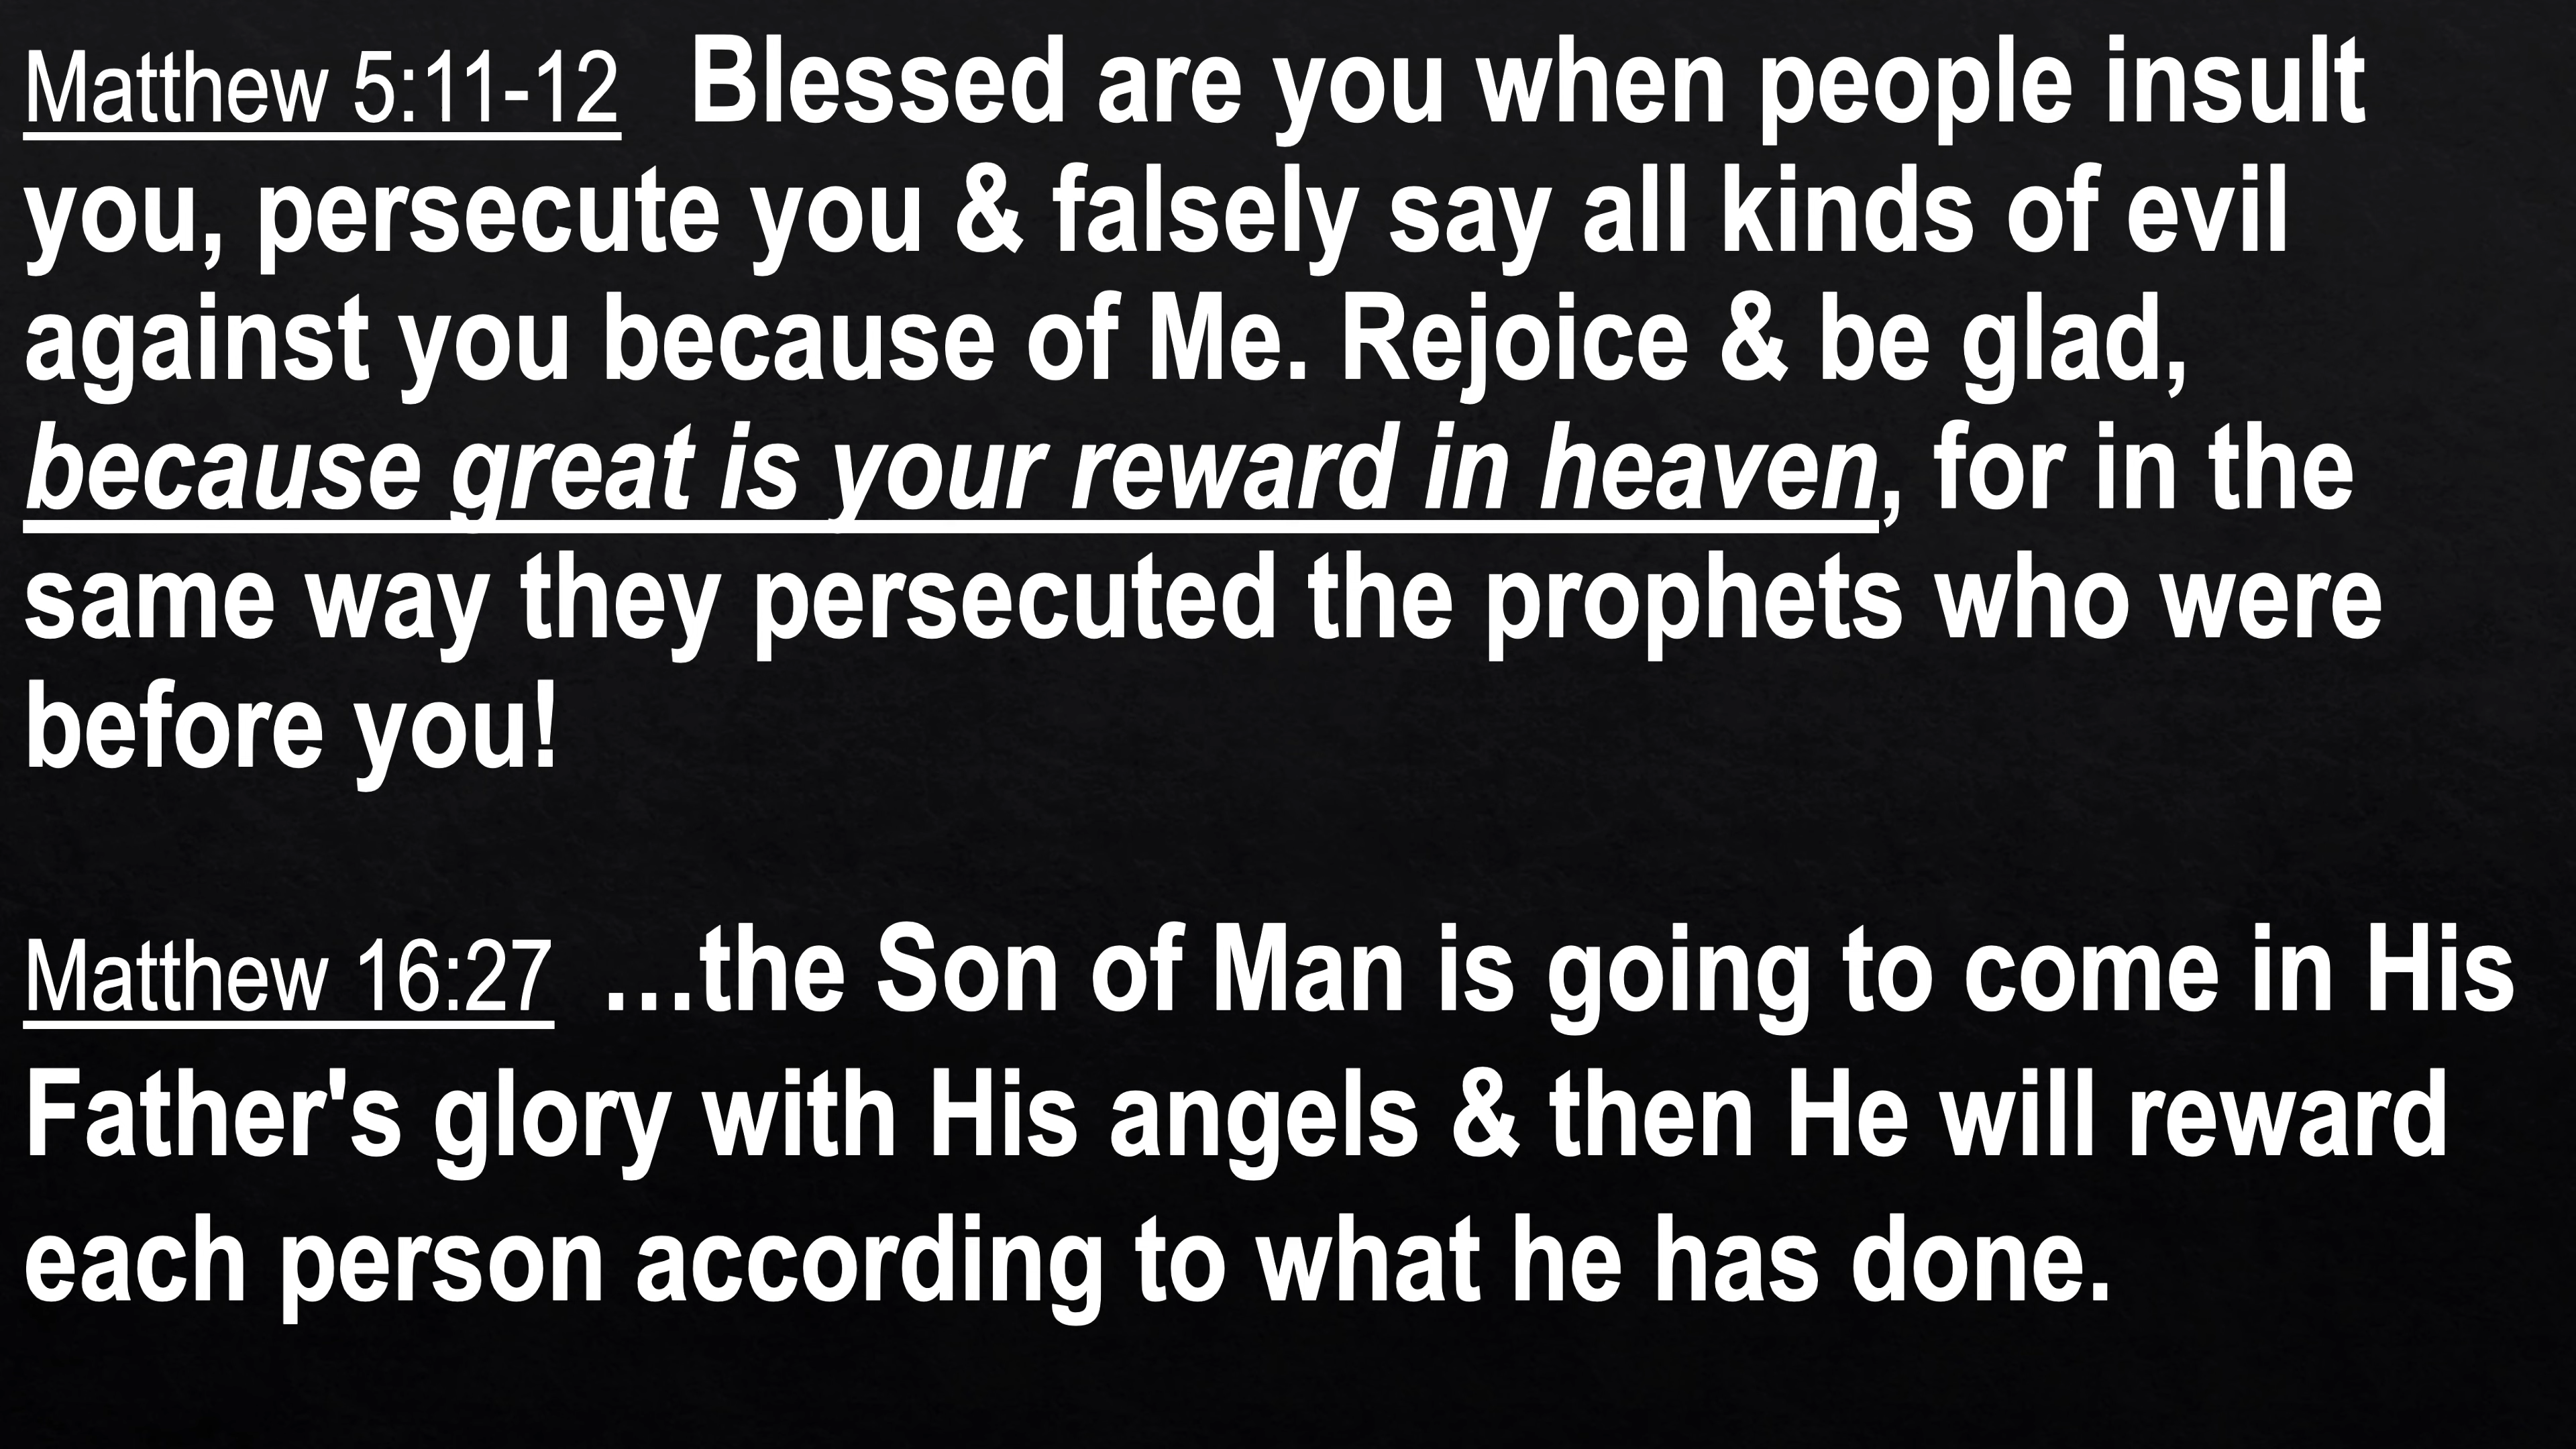 Matthew 5:11-12  Blessed are you when people insult
you, persecute you & falsely say all kinds of evil
against you because of Me. Rejoice & be glad,
because great is your reward in heaven, for in the
same way they persecuted the prophets who were
before you!
Matthew 16:27  …the Son of Man is going to come in His
Father's glory with His angels & then He will reward
each person according to what he has done.